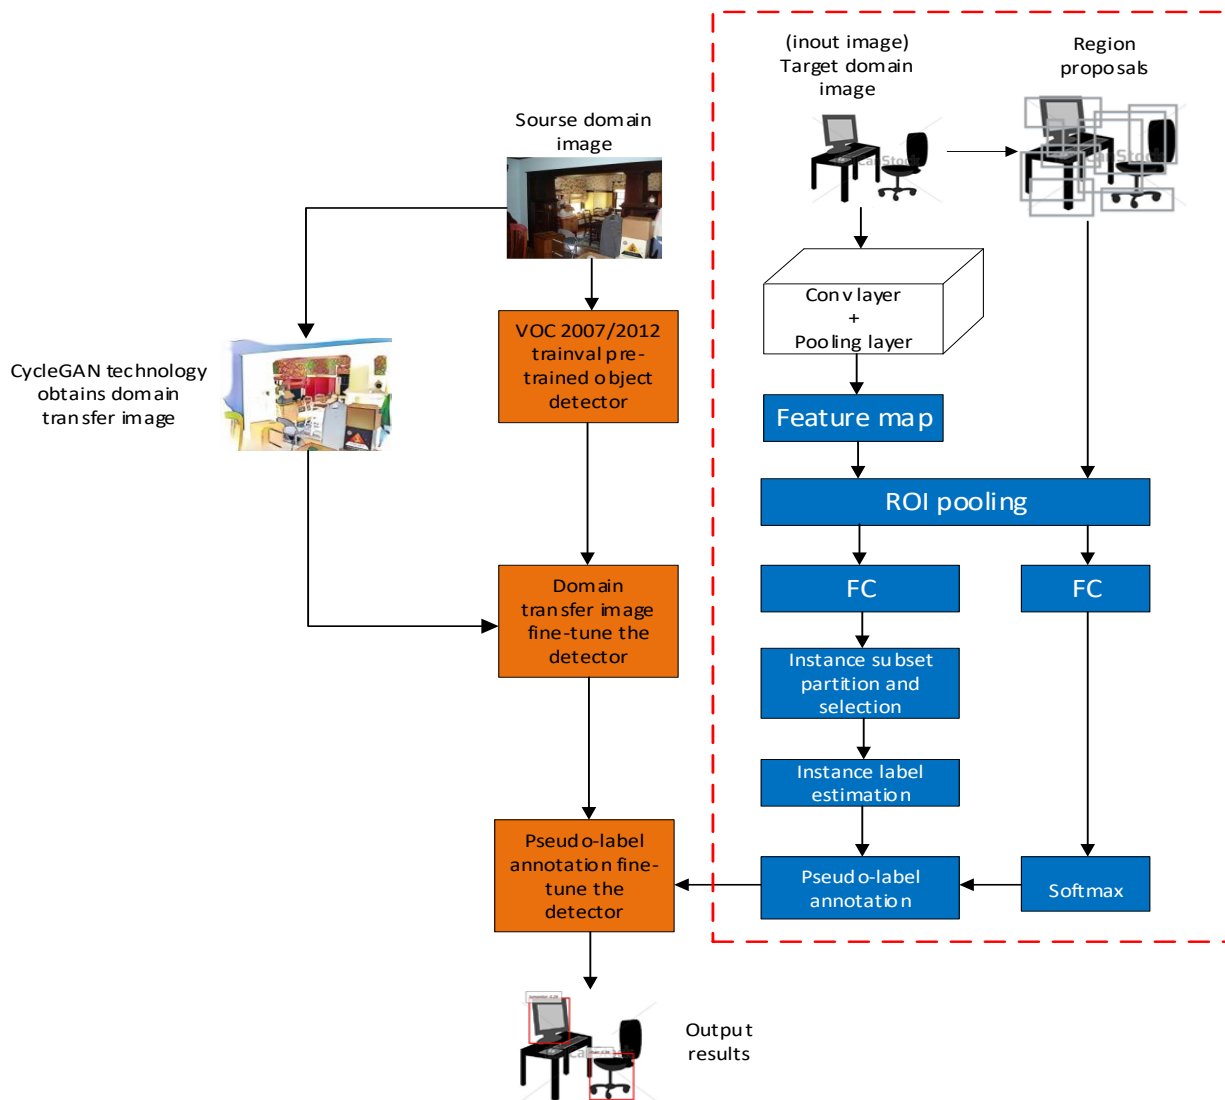 (inout image)
Target domain
image
Region
proposals
Sourse domain
image
Conv layer
+
Pooling layer
VOC 2007/2012
trainval pre-
trained object
detector
CycleGAN technology
obtains domain
transfer image
Feature map
ROI pooling
Domain
transfer image
fine-tune the
detector
FC
FC
Instance subset
partition and
selection
Instance label
estimation
Pseudo-label
annotation fine-
tune the
detector
Pseudo-label
annotation
Softmax
Output
results